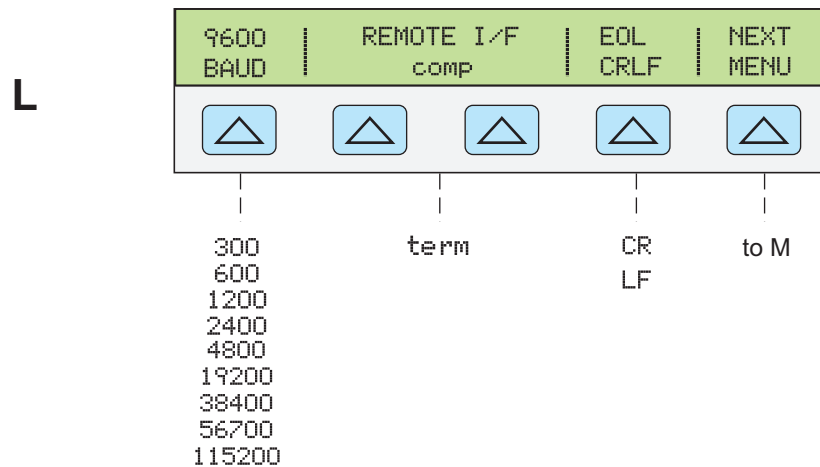 9600 REMOTE I/F EOL NEXT
BAUD comp CRLF MENU
L
300 term CR to M
600 LF
1200
2400
4800
19200
38400
56700
115200